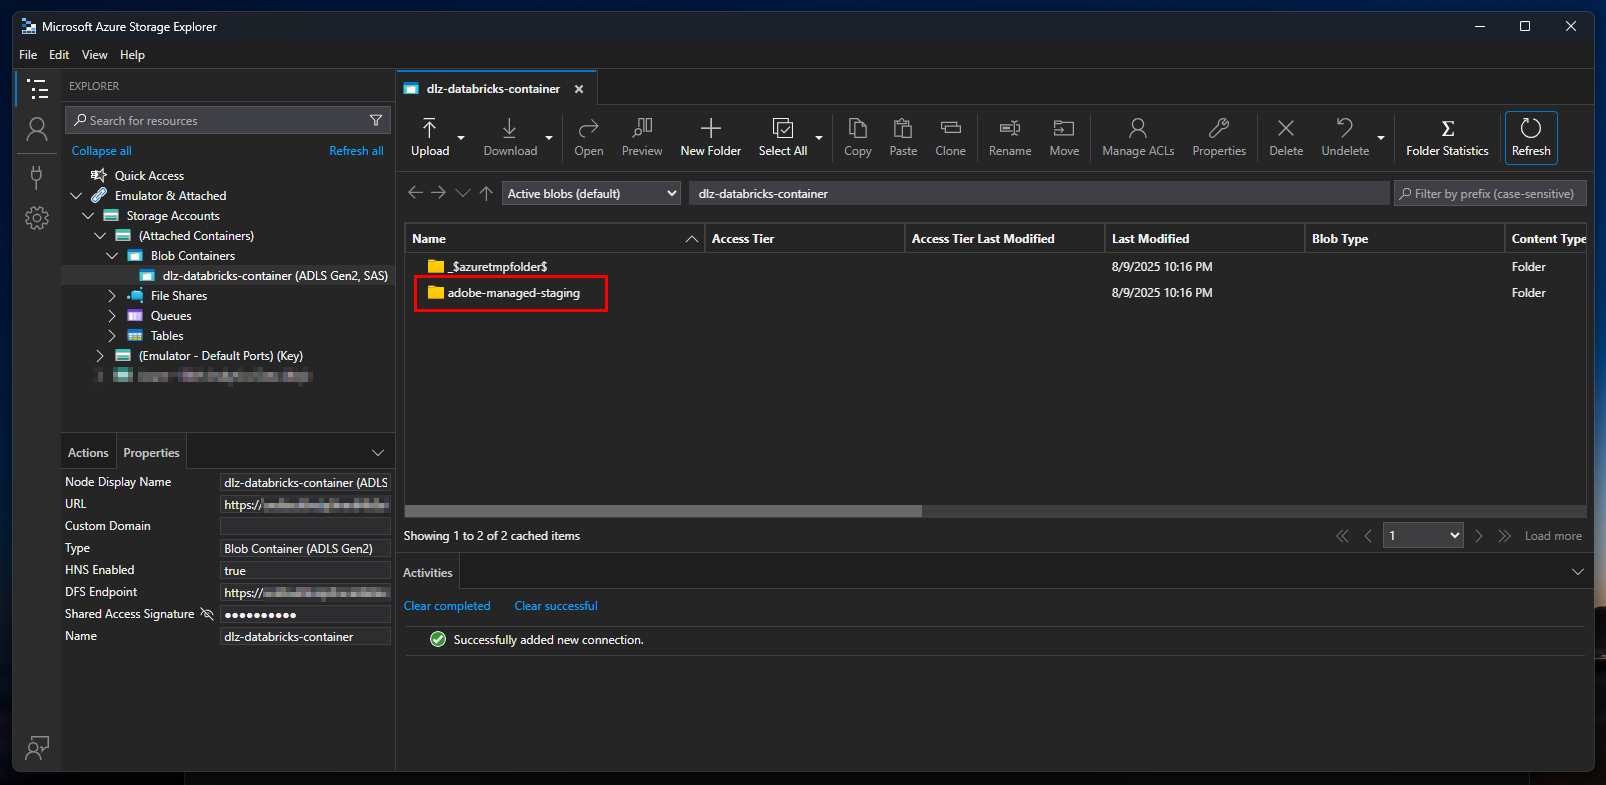 Microsoft Azure Storage Explorer
File Edit View Help
EXPLORER
Search for resources
Collapse all Refresh all
Quick Access
Emulator & Attached
Storage Accounts
(Attached Containers)
Blob Containers
dlz-databricks-container (ADLS Gen2, SAS)
File Shares
Queues
Tables
(Emulator - Default Ports) (Key)
Actions Properties
Node Display Name dlz-databricks-container (ADLS
URL https://
Custom Domain
Type Blob Container (ADLS Gen2)
HNS Enabled true
DFS Endpoint https://
Shared Access Signature ●●●●●●●●●●
Name dlz-databricks-container
dlz-databricks-container
Upload Download Open Preview New Folder Select All Copy Paste Clone Rename Move Manage ACLs Properties Delete Undelete Folder Statistics Refresh
Active blobs (default) dlz-databricks-container Filter by prefix (case-sensitive)
Name Access Tier Access Tier Last Modified Last Modified Blob Type Content Type
_$azuretmpfolder$ 8/9/2025 10:16 PM Folder
adobe-managed-staging 8/9/2025 10:16 PM Folder
Showing 1 to 2 of 2 cached items 1 Load more
Activities
Clear completed Clear successful
Successfully added new connection.